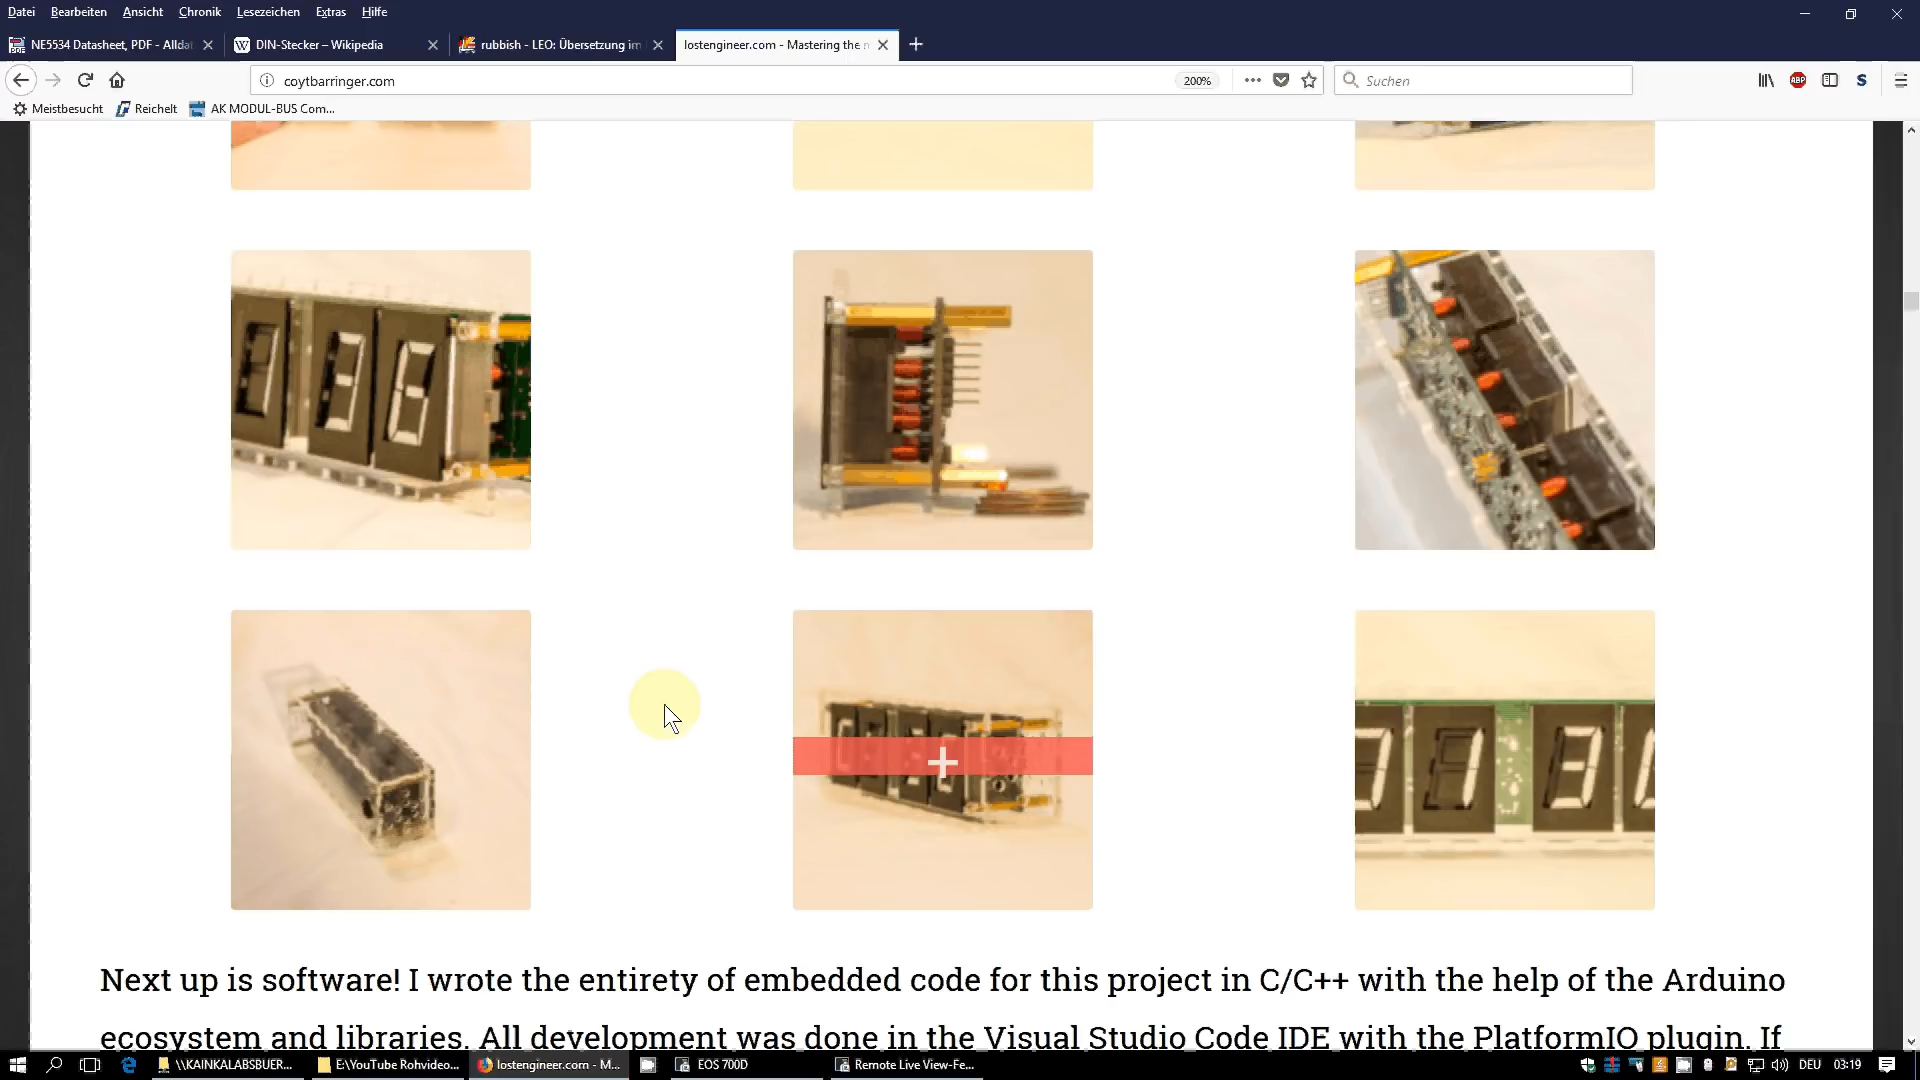 Datei Bearbeiten Ansicht Chronik Lesezeichen Extras Hilfe
NE5534 Datasheet, PDF - Allda
DIN-Stecker – Wikipedia
rubbish - LEO: Übersetzung im
lostengineer.com - Mastering the n
coytbarringer.com
200%
Suchen
Meistbesucht
Reichelt
AK MODUL-BUS Com...
ABP
S
Next up is software! I wrote the entirety of embedded code for this project in C/C++ with the help of the Arduino
ecosystem and libraries. All development was done in the Visual Studio Code IDE with the PlatformIO plugin. If
\\KAINKALABSBUER...
E:\YouTube Rohvideo...
lostengineer.com - M...
EOS 700D
Remote Live View-Fe...
DEU
03:19